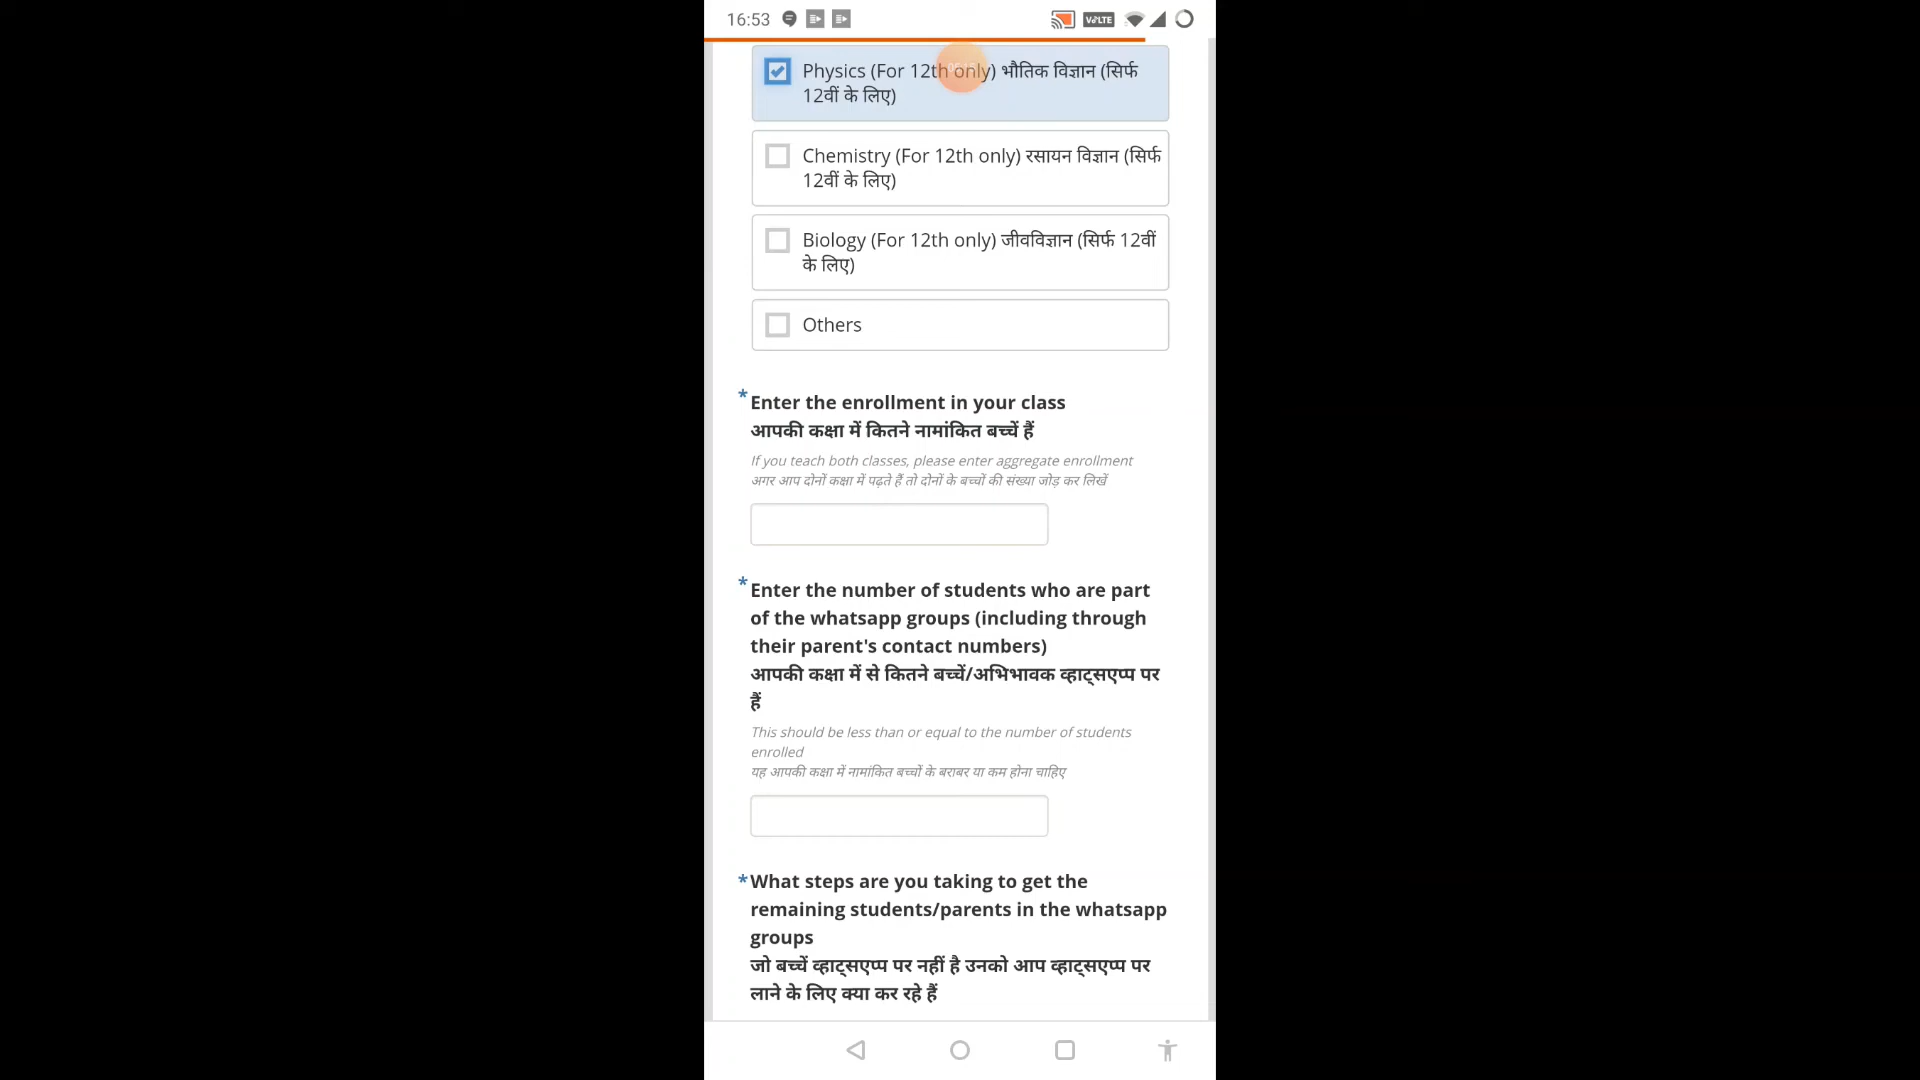 16:53
VoLTE
Physics (For 12th only) भौतिक विज्ञान (सिर्फ
12वीं के लिए)
Chemistry (For 12th only) रसायन विज्ञान (सिर्फ
12वीं के लिए)
Biology (For 12th only) जीवविज्ञान (सिर्फ 12वीं
के लिए)
Others
* Enter the enrollment in your class
आपकी कक्षा में कितने नामांकित बच्चें हैं
If you teach both classes, please enter aggregate enrollment
अगर आप दोनों कक्षा में पढ़ते हैं तो दोनों के बच्चों की संख्या जोड़ कर लिखें
* Enter the number of students who are part
of the whatsapp groups (including through
their parent's contact numbers)
आपकी कक्षा में से कितने बच्चें/अभिभावक व्हाट्सएप्प पर
हैं
This should be less than or equal to the number of students
enrolled
यह आपकी कक्षा में नामांकित बच्चों के बराबर या कम होना चाहिए
* What steps are you taking to get the
remaining students/parents in the whatsapp
groups
जो बच्चें व्हाट्सएप्प पर नहीं है उनको आप व्हाट्सएप्प पर
लाने के लिए क्या कर रहे हैं